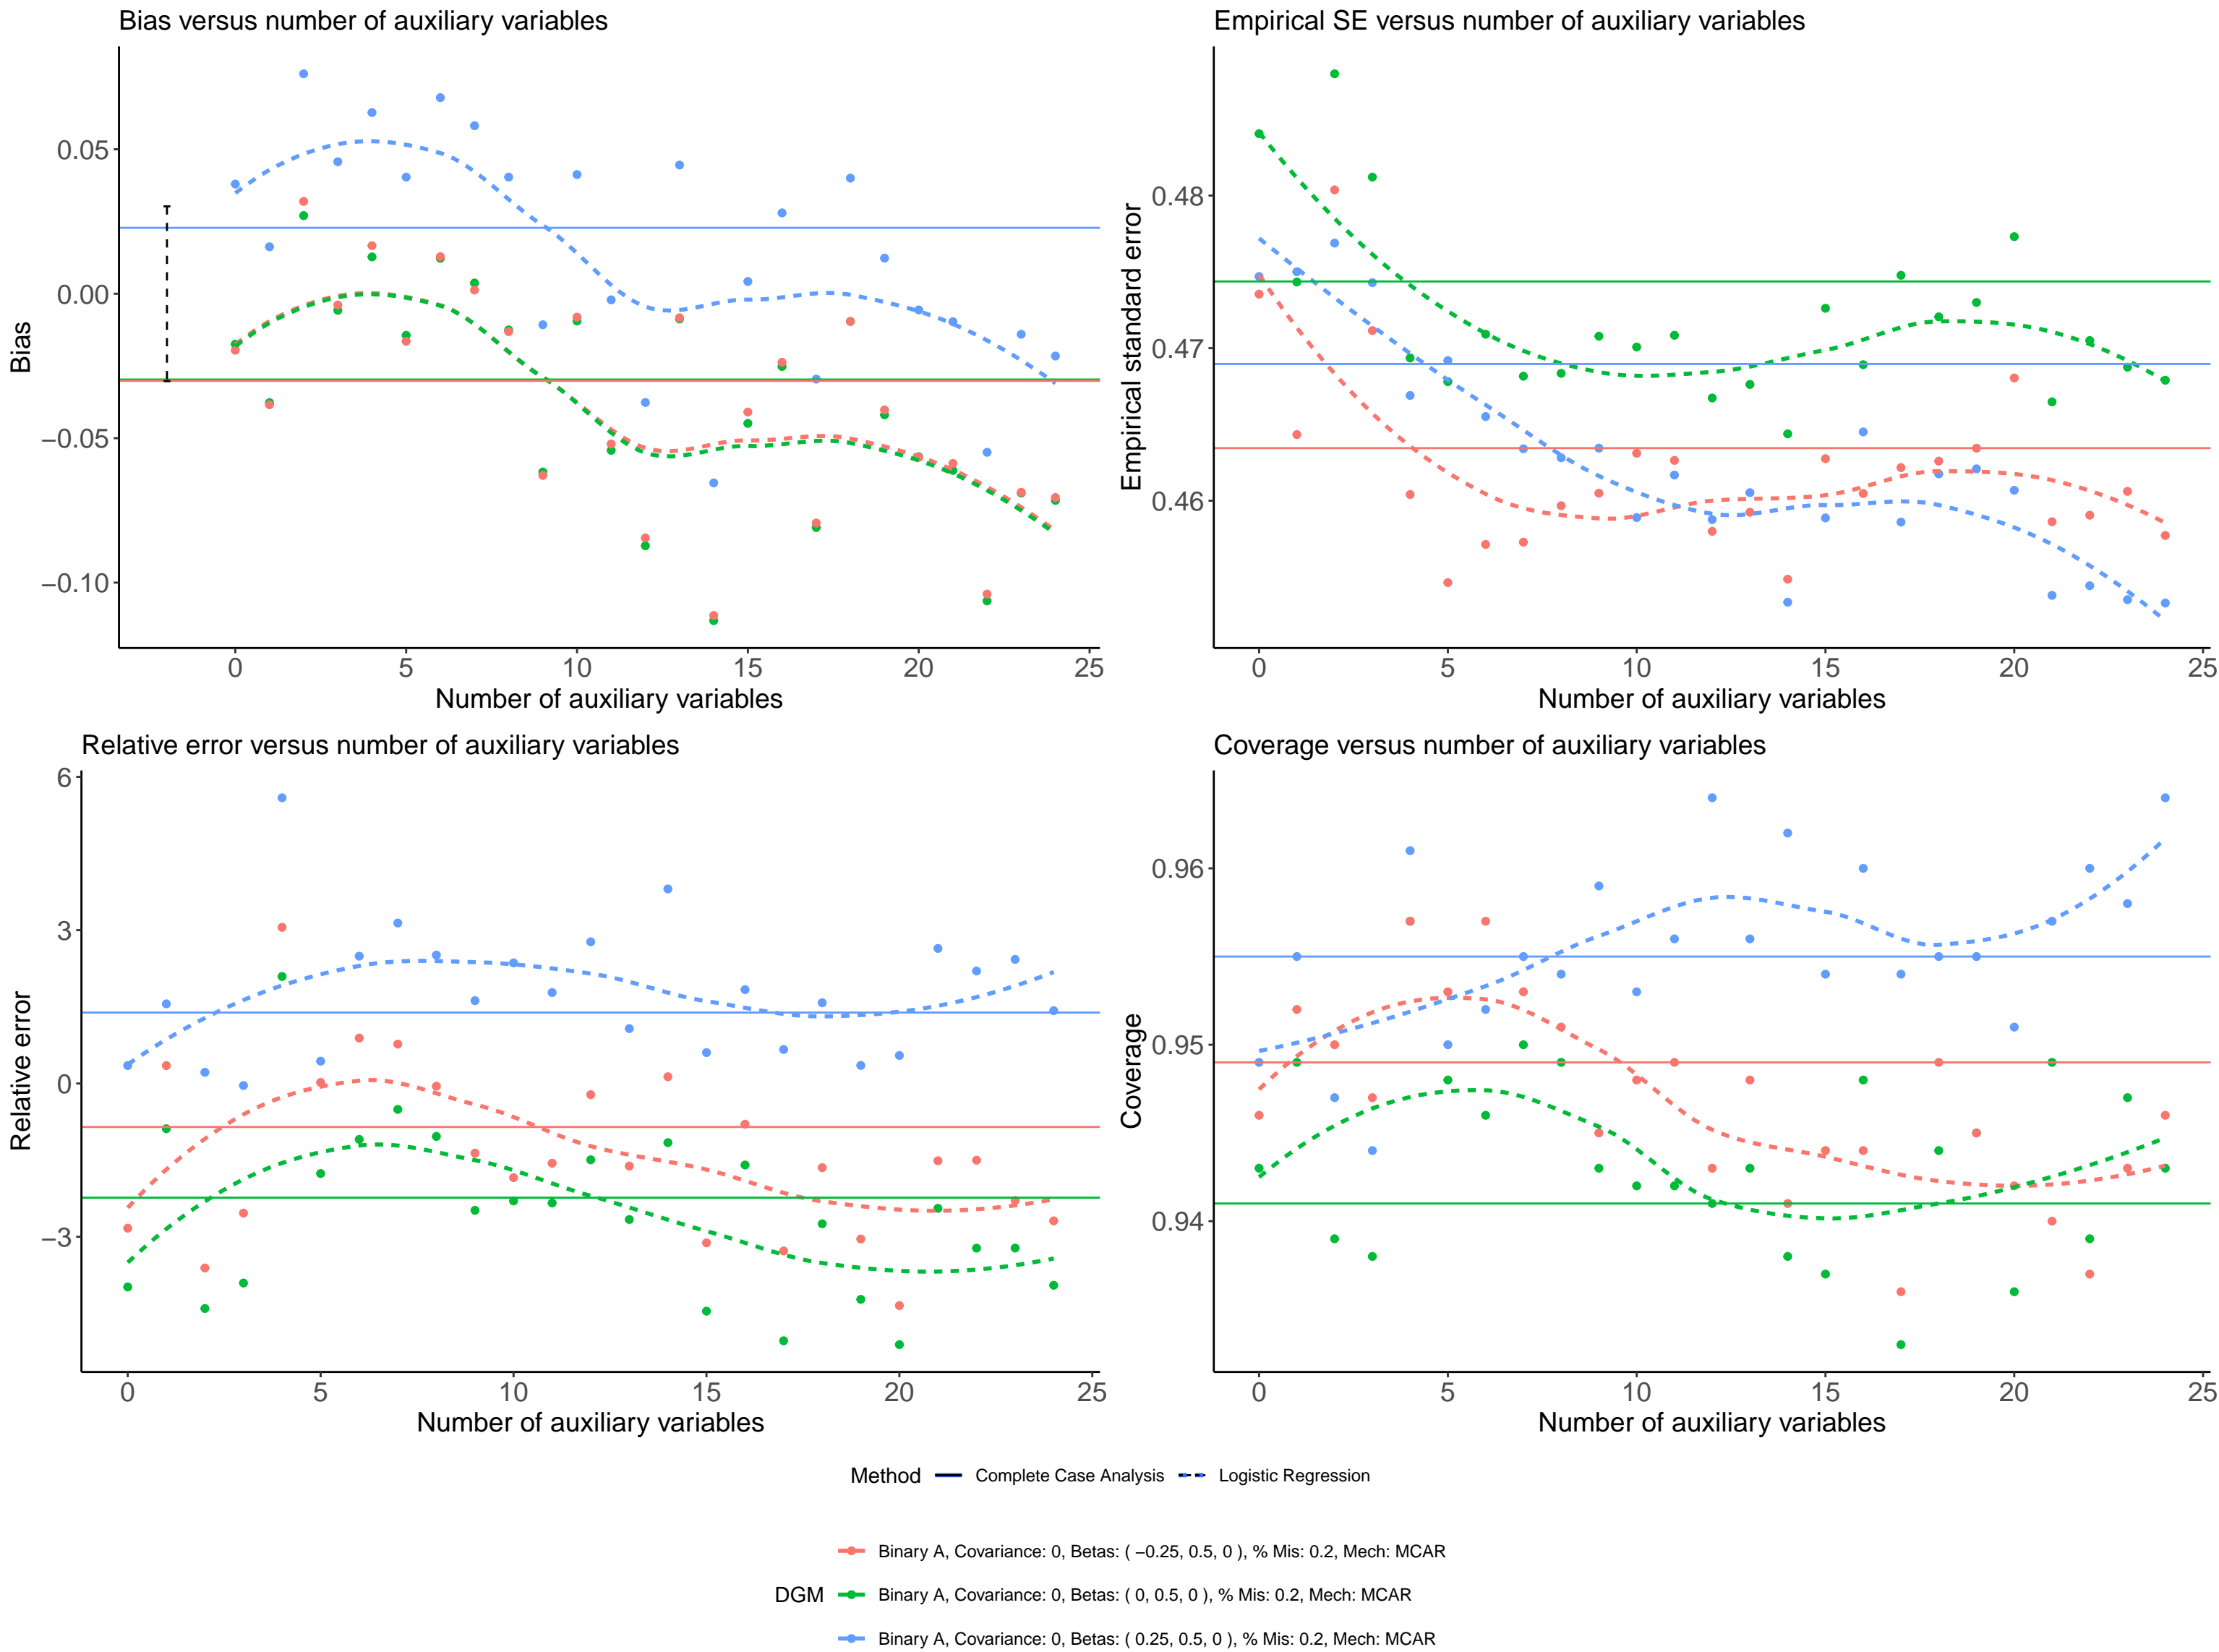 Bias versus number of auxiliary variables
0.05
0.00
−0.05
−0.10
Bias
0 5 10 15 20 25
Number of auxiliary variables
Empirical SE versus number of auxiliary variables
0.48
0.47
0.46
Empirical standard error
0 5 10 15 20 25
Number of auxiliary variables
Relative error versus number of auxiliary variables
6
3
0
−3
Relative error
0 5 10 15 20 25
Number of auxiliary variables
Coverage versus number of auxiliary variables
0.96
0.95
0.94
Coverage
0 5 10 15 20 25
Number of auxiliary variables
Method Complete Case Analysis Logistic Regression
Binary A, Covariance: 0, Betas: ( −0.25, 0.5, 0 ), % Mis: 0.2, Mech: MCAR
DGM Binary A, Covariance: 0, Betas: ( 0, 0.5, 0 ), % Mis: 0.2, Mech: MCAR
Binary A, Covariance: 0, Betas: ( 0.25, 0.5, 0 ), % Mis: 0.2, Mech: MCAR